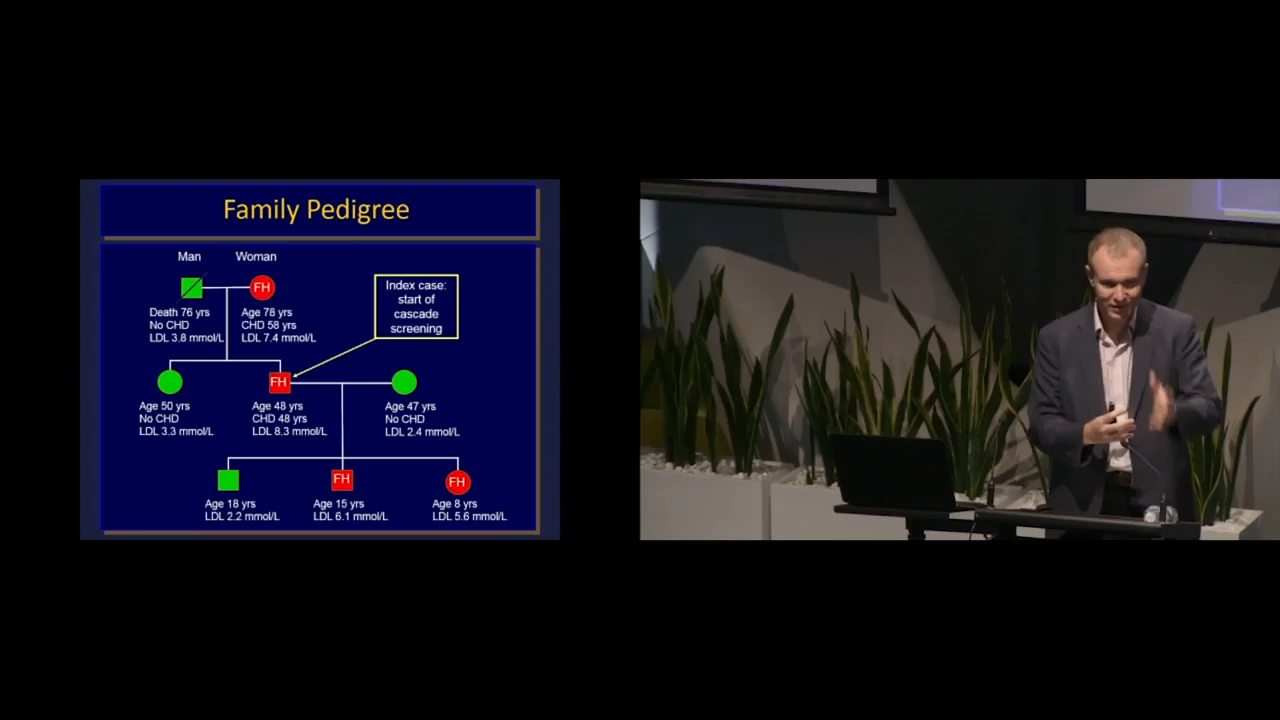 Family Pedigree
Man
Woman
FH
Death 76 yrs
No CHD
LDL 3.8 mmol/L
Age 78 yrs
CHD 58 yrs
LDL 7.4 mmol/L
Index case:
start of
cascade
screening
FH
Age 50 yrs
No CHD
LDL 3.3 mmol/L
Age 48 yrs
CHD 48 yrs
LDL 8.3 mmol/L
Age 47 yrs
No CHD
LDL 2.4 mmol/L
FH
FH
Age 18 yrs
LDL 2.2 mmol/L
Age 15 yrs
LDL 6.1 mmol/L
Age 8 yrs
LDL 5.6 mmol/L